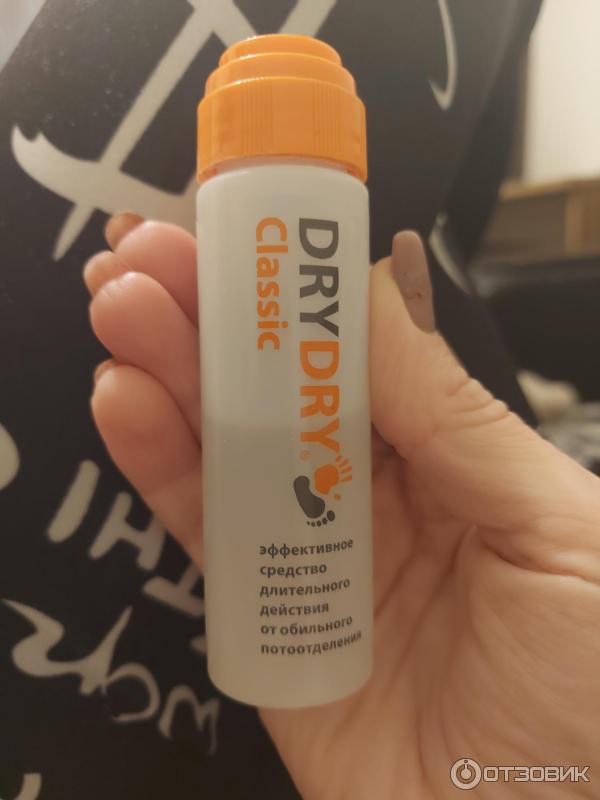 DRYDRY®
Classic
эффективное
средство
длительного
действия
от обильного
потоотделения
ОТЗОВИК